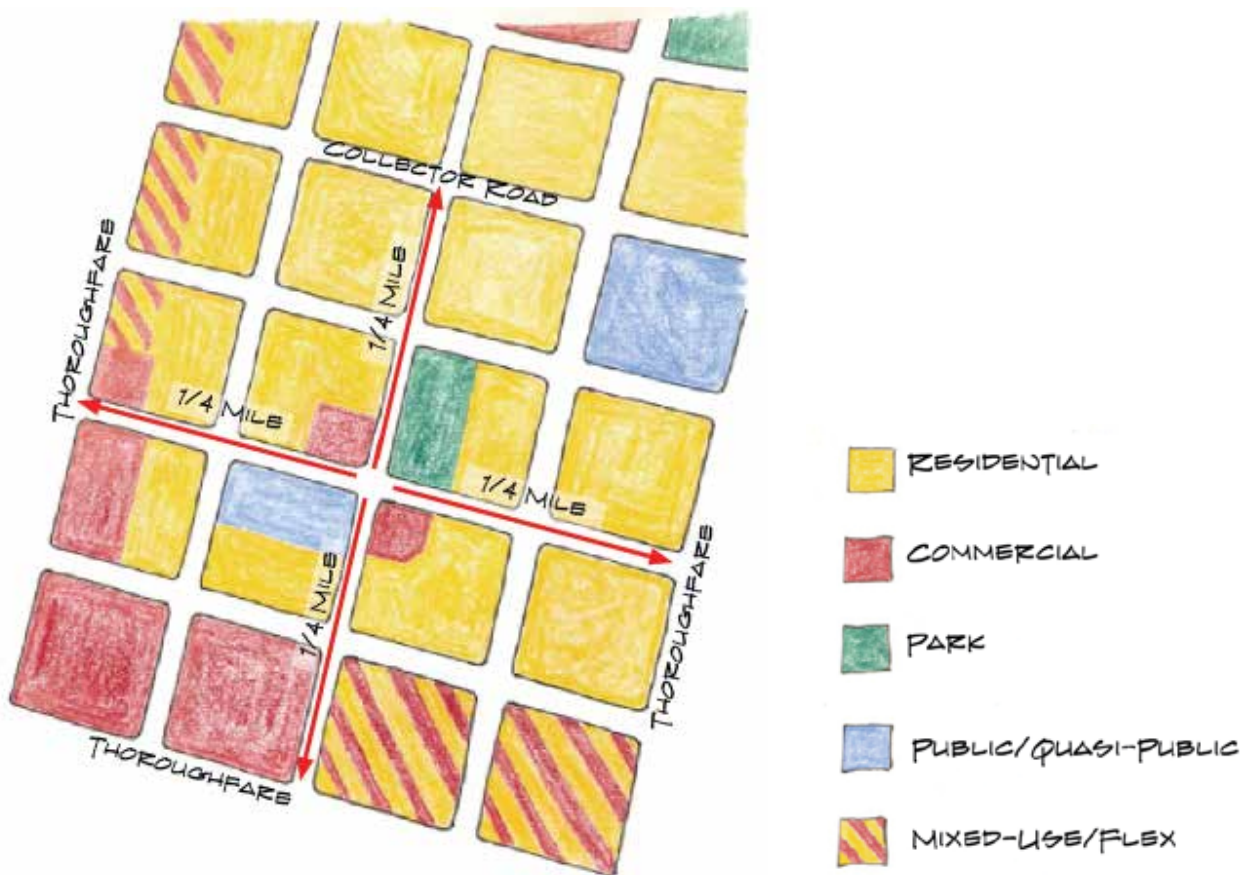 COLLECTOR ROAD
THOROUGHFARE
1/4 MILE
1/4 MILE
1/4 MILE
1/4 MILE
THOROUGHFARE
THOROUGHFARE
RESIDENTIAL
COMMERCIAL
PARK
PUBLIC/QUASI-PUBLIC
MIXED-USE/FLEX